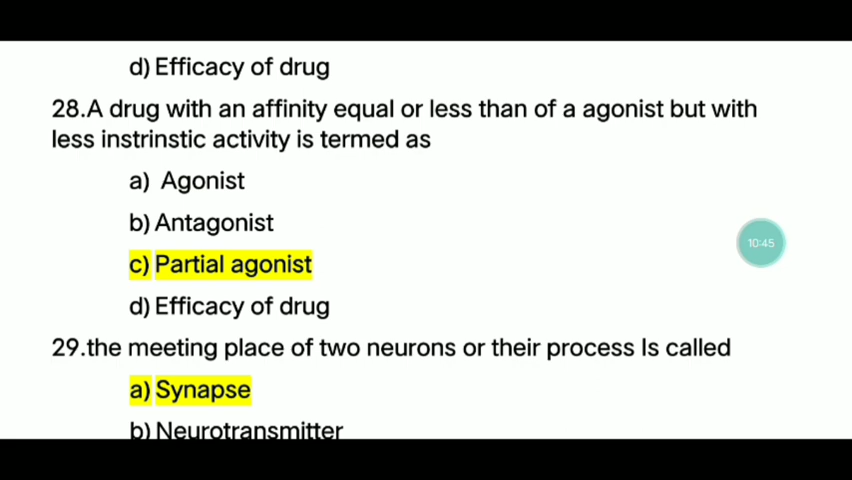 d) Efficacy of drug
28.A drug with an affinity equal or less than of a agonist but with
less instrinstic activity is termed as
a) Agonist
b) Antagonist
c) Partial agonist
d) Efficacy of drug
10:45
29.the meeting place of two neurons or their process Is called
a) Synapse
b) Neurotransmitter